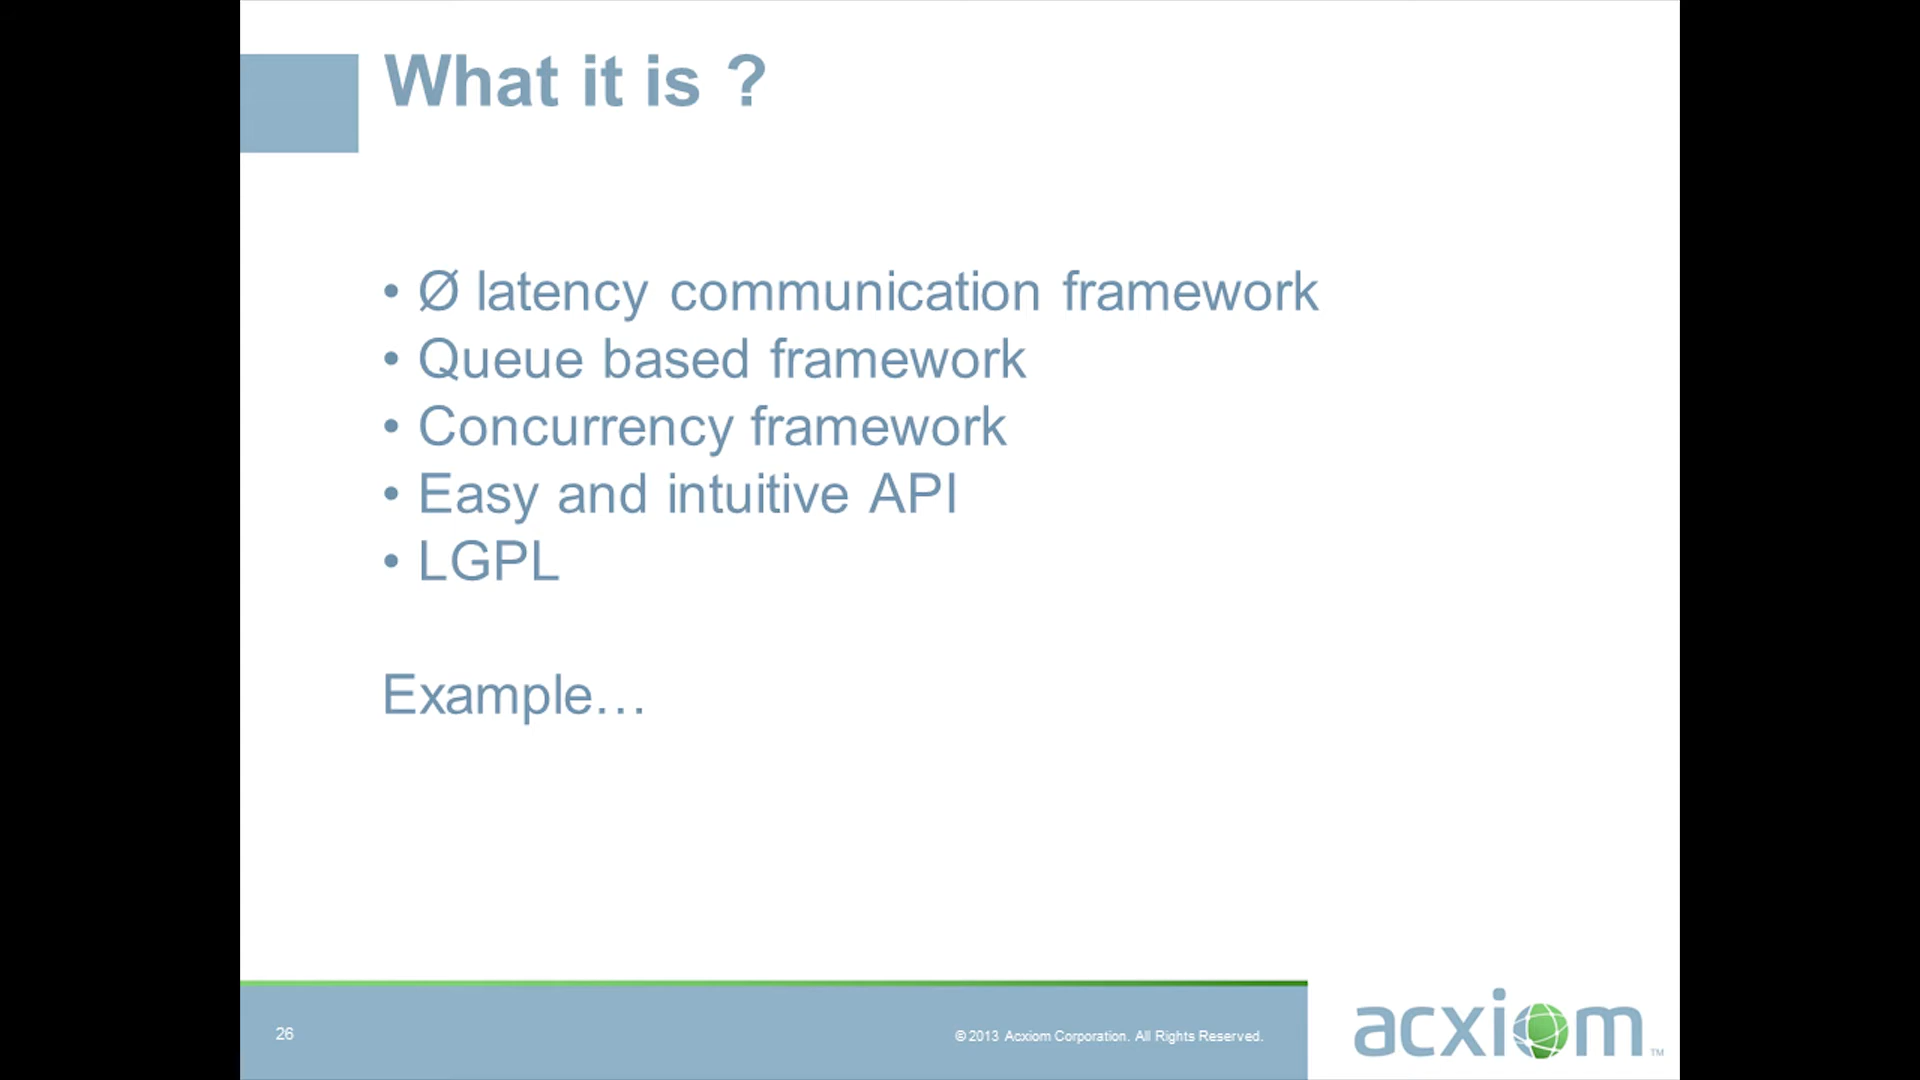 What it is ?
• Ø latency communication framework
• Queue based framework
• Concurrency framework
• Easy and intuitive API
• LGPL
Example…
26
© 2013 Acxiom Corporation. All Rights Reserved.
acxiom ™